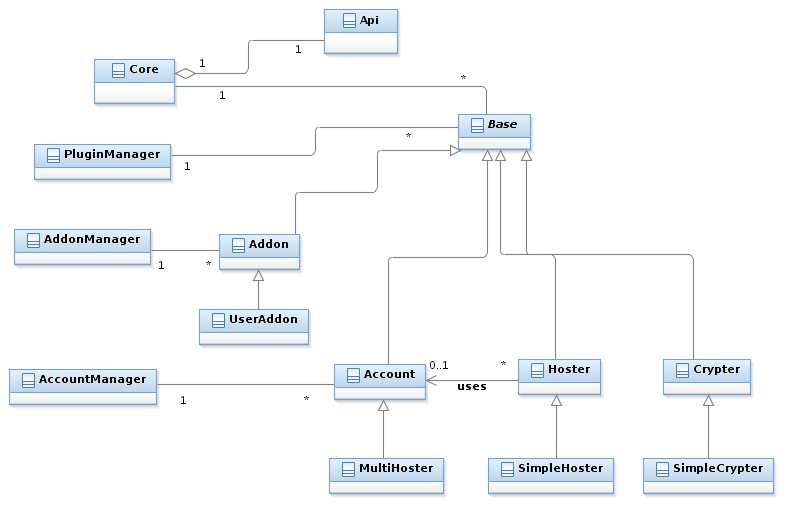 Api
1
1
Core
*
1
Base
*
PluginManager
1
AddonManager
Addon
1
*
UserAddon
AccountManager
Account
0..1
*
Hoster
Crypter
uses
1
*
MultiHoster
SimpleHoster
SimpleCrypter